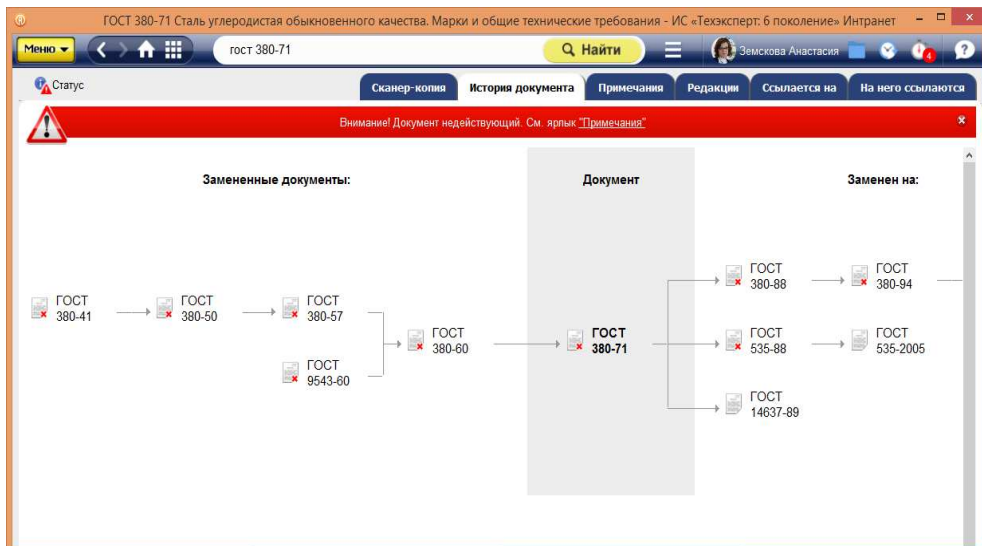 ГОСТ 380-71 Сталь углеродистая обыкновенного качества. Марки и общие технические требования - ИС «Техэксперт: 6 поколение» Интранет
Меню
гост 380-71
Найти
Земскова Анастасия
4
?
Статус
Сканер-копия
История документа
Примечания
Редакции
Ссылается на
На него ссылаются
Внимание! Документ недействующий. См. ярлык "Примечания"
Замененные документы:
Документ
Заменен на:
ГОСТ
380-41
ГОСТ
380-50
ГОСТ
380-57
ГОСТ
9543-60
ГОСТ
380-60
ГОСТ
380-71
ГОСТ
380-88
ГОСТ
380-94
ГОСТ
535-88
ГОСТ
535-2005
ГОСТ
14637-89